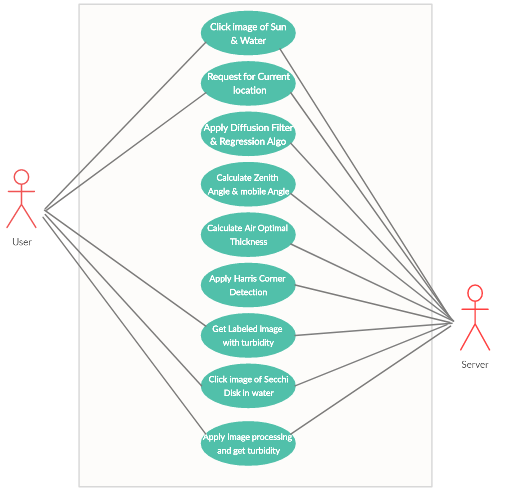 Click image of Sun
& Water
Request for Current
location
Apply Diffusion Filter
& Regression Algo
Calculate Zenith
Angle & mobile Angle
Calculate Air Optimal
Thickness
User
Apply Harris Corner
Detection
Get Labeled image
with turbidity
Server
Click image of Secchi
Disk in water
Apply image processing
and get turbidity